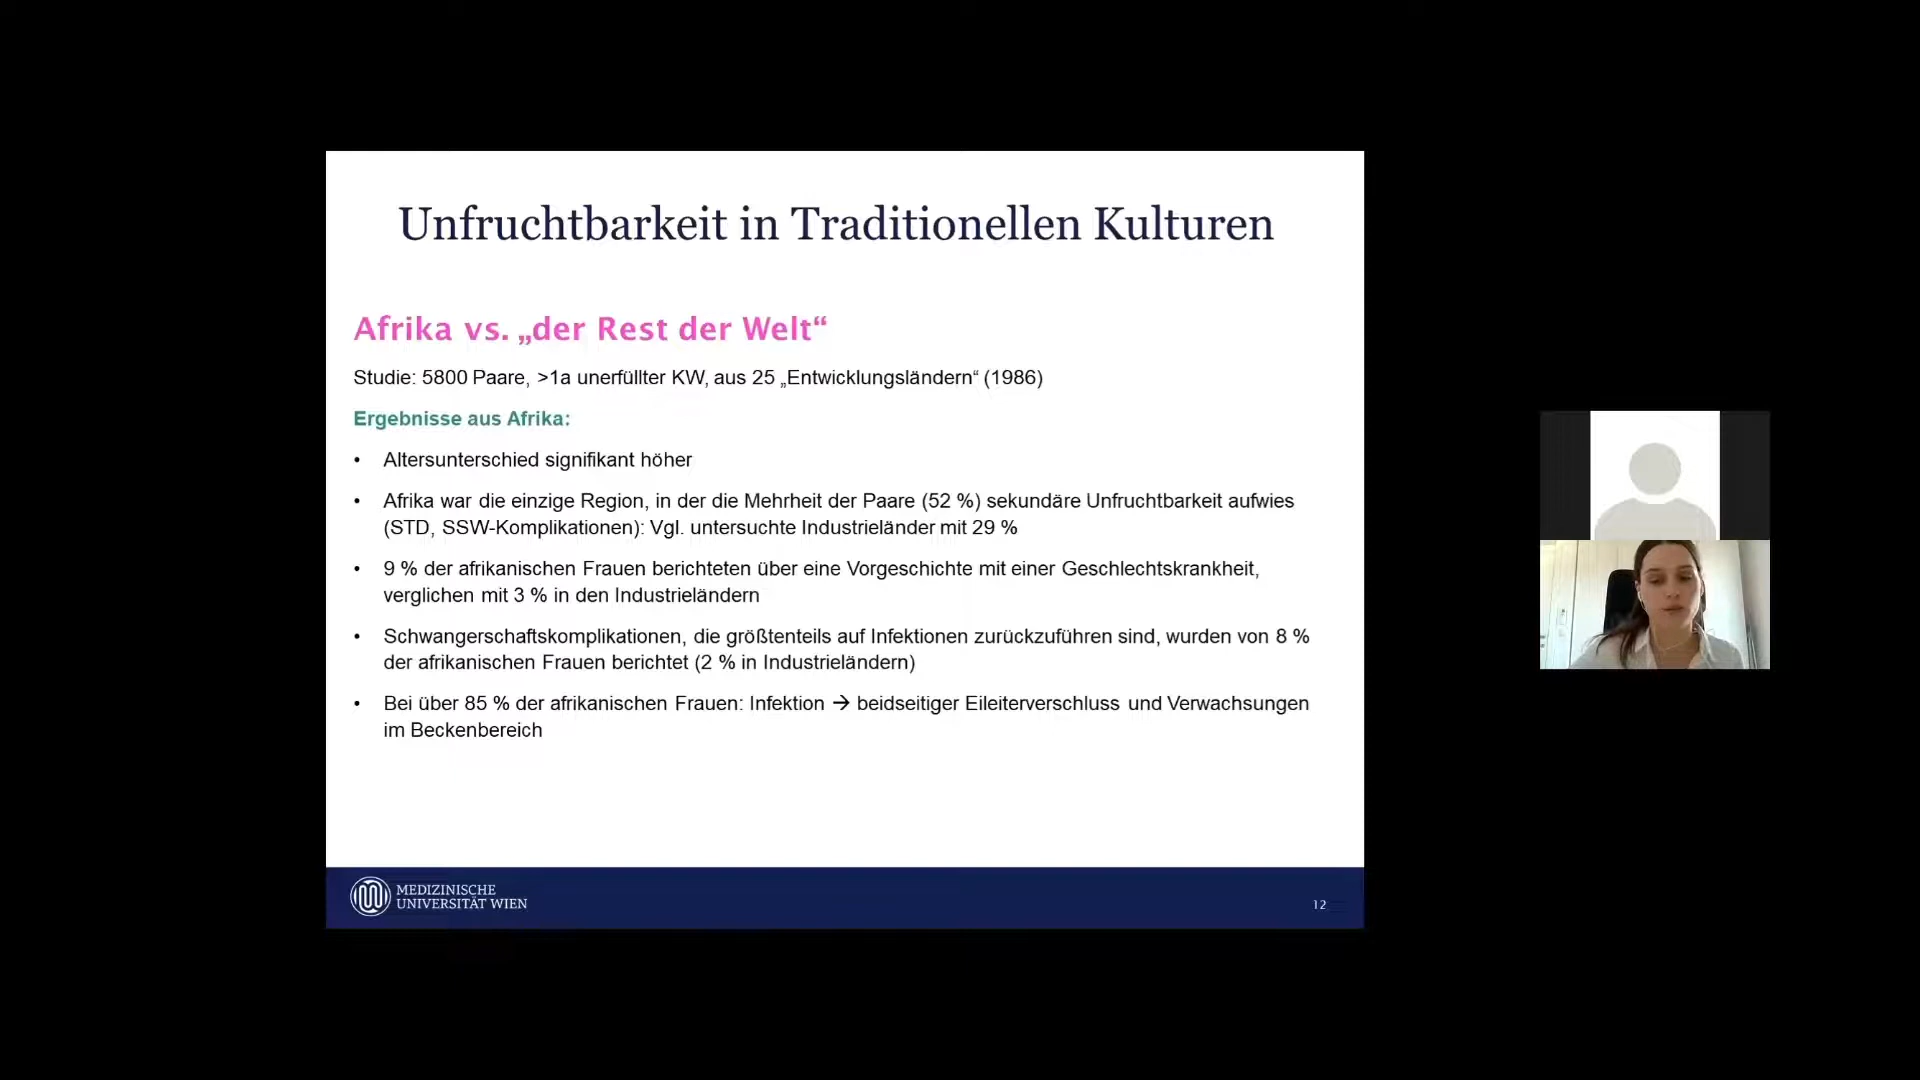 Unfruchtbarkeit in Traditionellen Kulturen
Afrika vs. „der Rest der Welt“
Studie: 5800 Paare, >1a unerfüllter KW, aus 25 „Entwicklungsländern“ (1986)
Ergebnisse aus Afrika:
• Altersunterschied signifikant höher
• Afrika war die einzige Region, in der die Mehrheit der Paare (52 %) sekundäre Unfruchtbarkeit aufwies
(STD, SSW-Komplikationen): Vgl. untersuchte Industrieländer mit 29 %
• 9 % der afrikanischen Frauen berichteten über eine Vorgeschichte mit einer Geschlechtskrankheit,
verglichen mit 3 % in den Industrieländern
• Schwangerschaftskomplikationen, die größtenteils auf Infektionen zurückzuführen sind, wurden von 8 %
der afrikanischen Frauen berichtet (2 % in Industrieländern)
• Bei über 85 % der afrikanischen Frauen: Infektion → beidseitiger Eileiterverschluss und Verwachsungen
im Beckenbereich
MEDIZINISCHE
UNIVERSITÄT WIEN
12